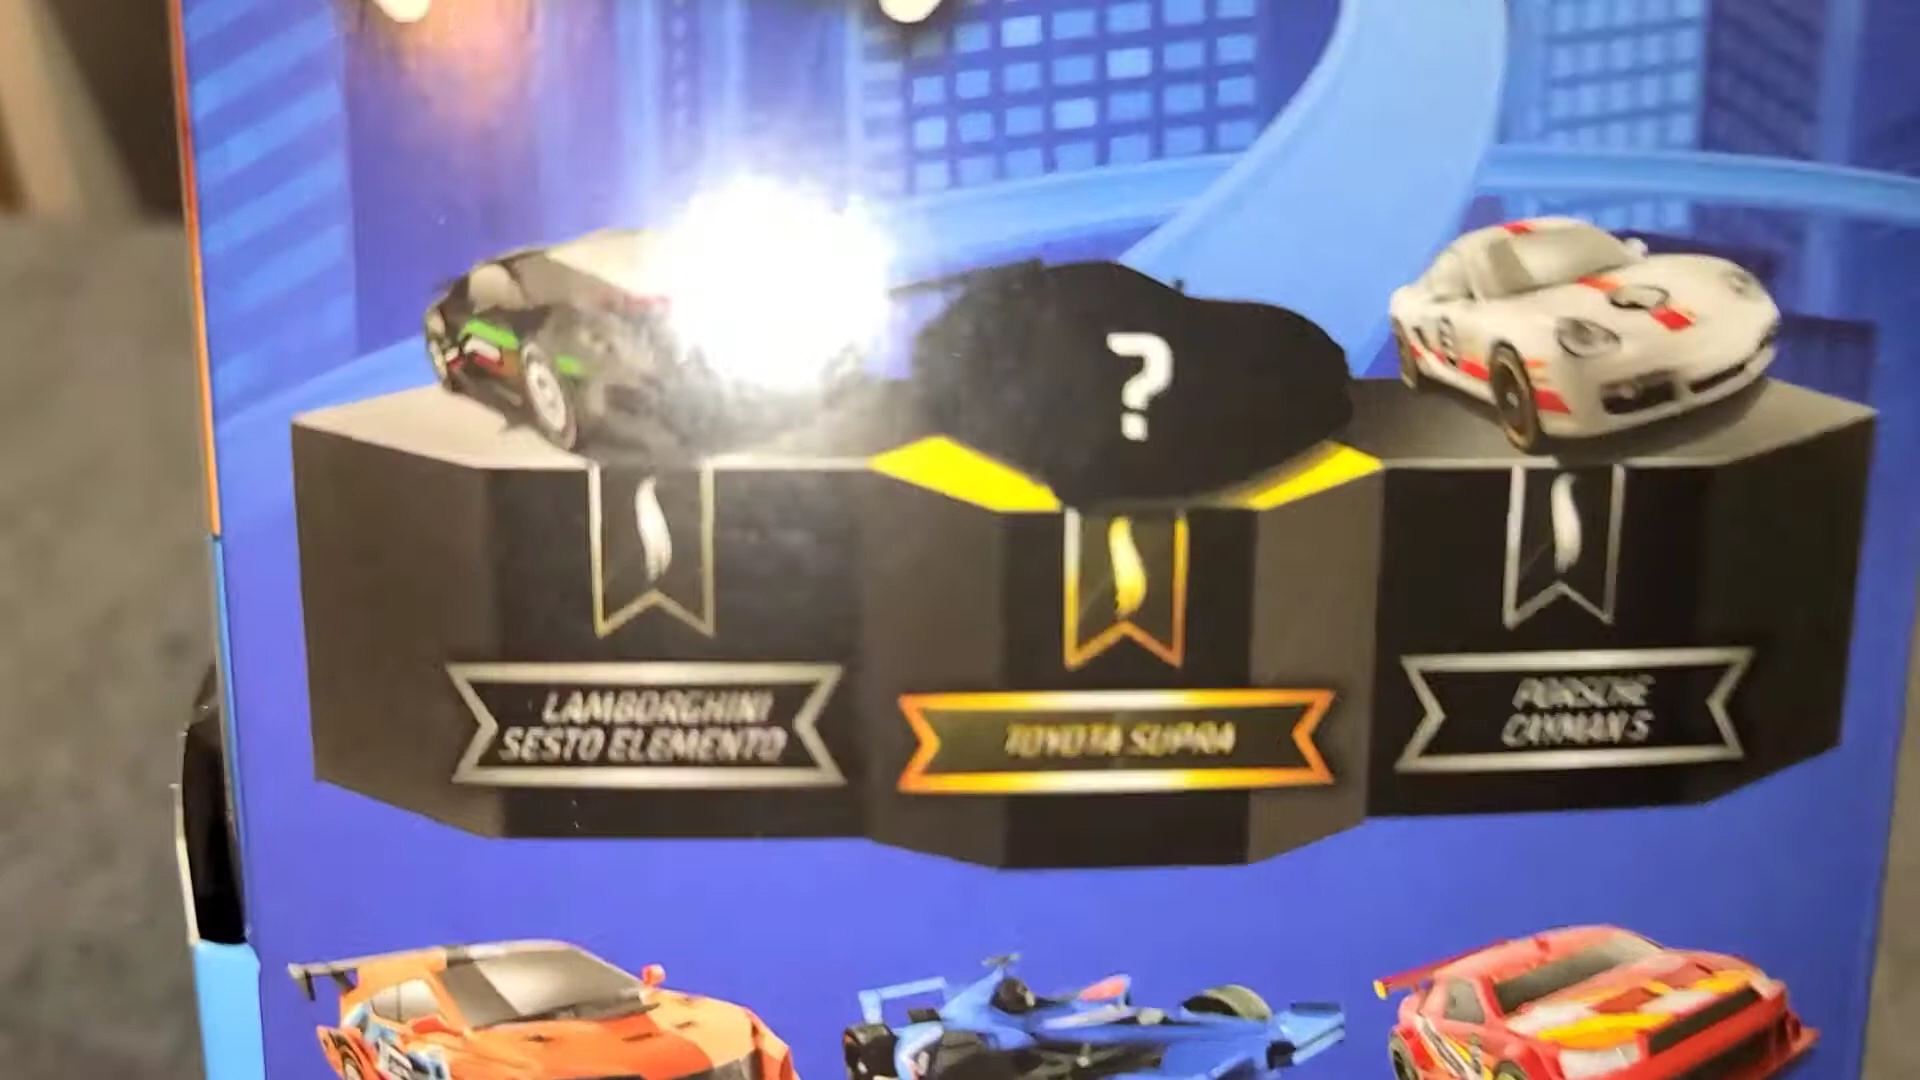 ?
LAMBORGHINI
SESTO ELEMENTO
TOYOTA SUPRA
PORSCHE
CAYMAN S